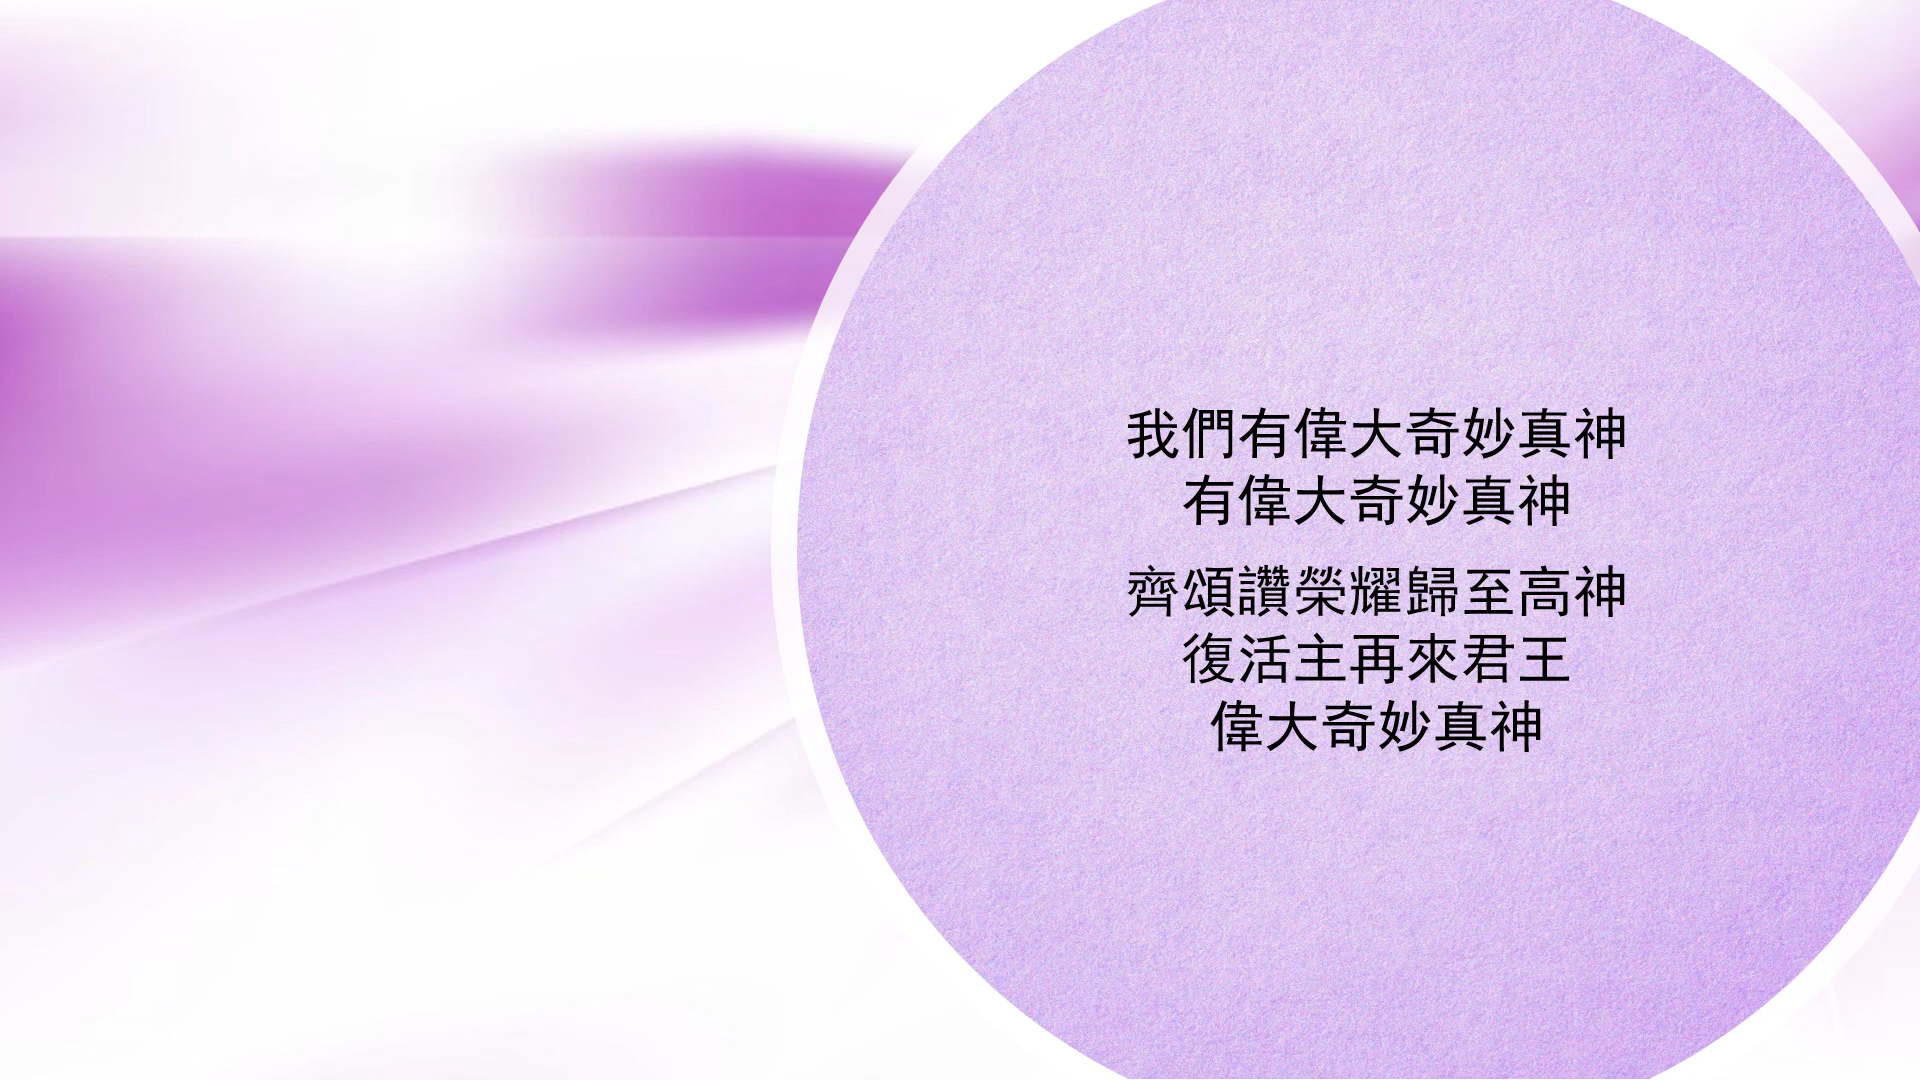 我們有偉大奇妙真神
有偉大奇妙真神
齊頌讚榮耀歸至高神
復活主再來君王
偉大奇妙真神